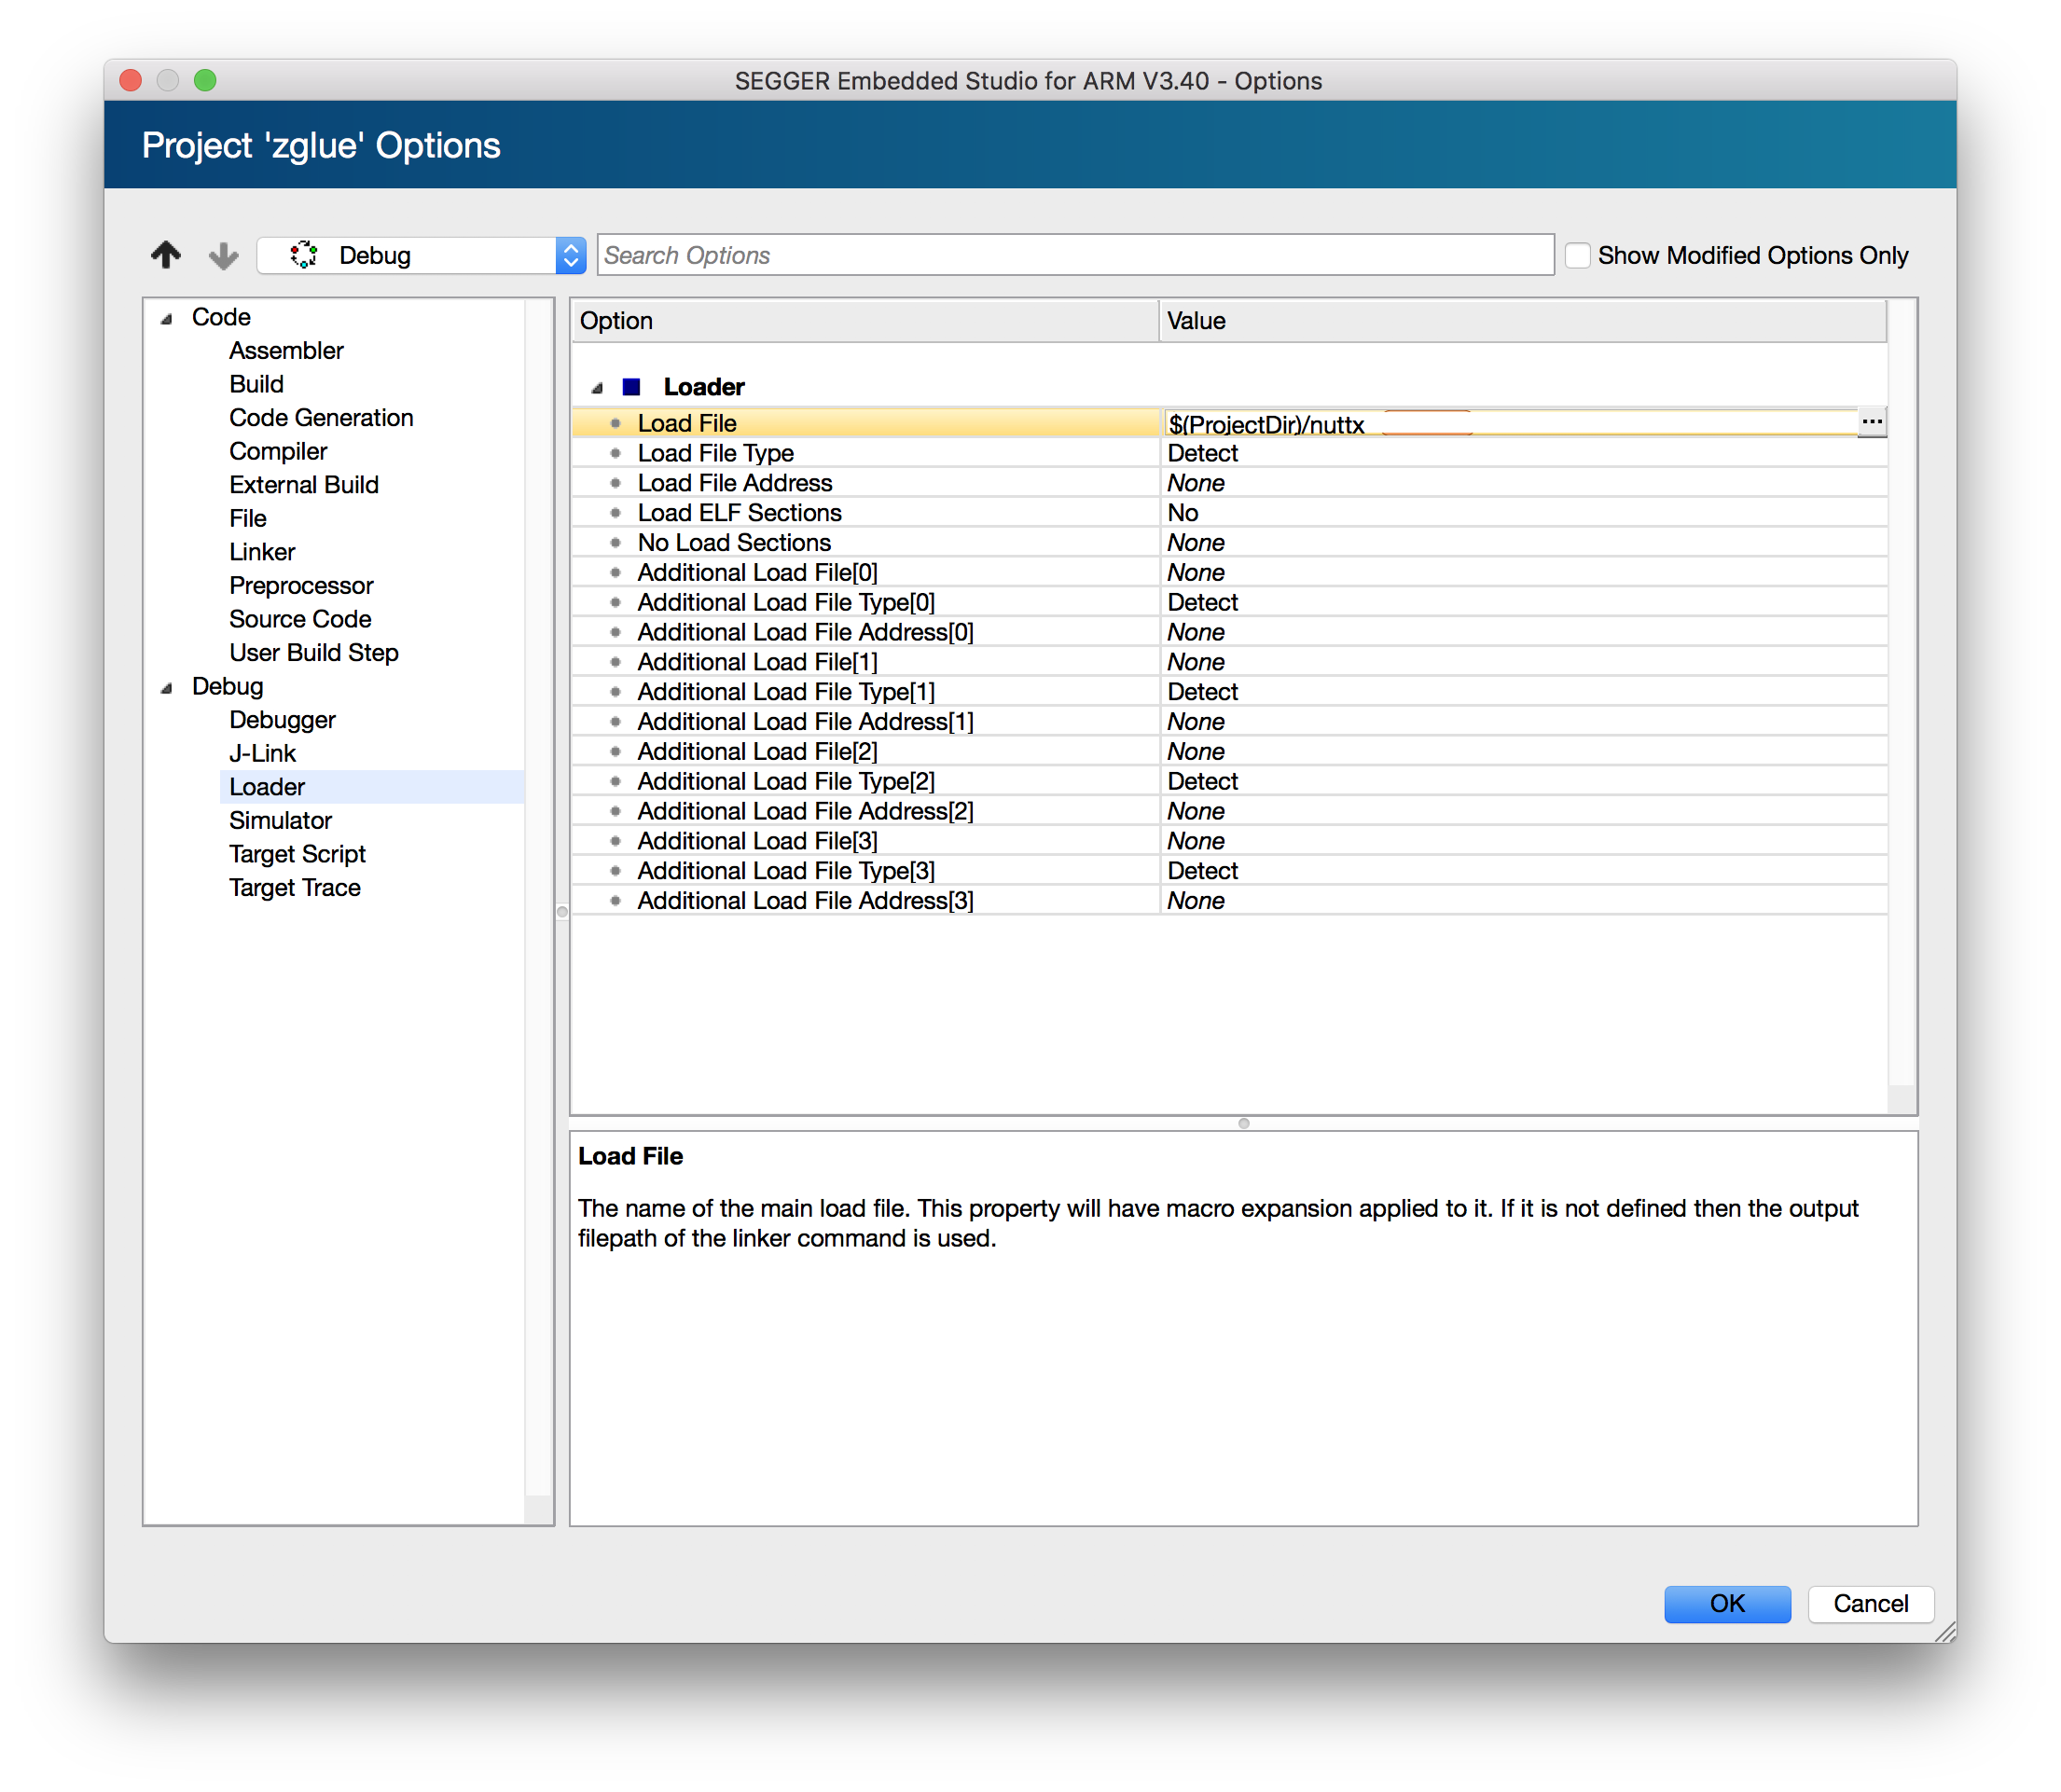 SEGGER Embedded Studio for ARM V3.40 - Options
Project 'zglue' Options
Debug
Search Options
Show Modified Options Only
Code
Assembler
Build
Code Generation
Compiler
External Build
File
Linker
Preprocessor
Source Code
User Build Step
Debug
Debugger
J-Link
Loader
Simulator
Target Script
Target Trace
Option Value
Loader
Load File $(ProjectDir)/nuttx ...
Load File Type Detect
Load File Address None
Load ELF Sections No
No Load Sections None
Additional Load File[0] None
Additional Load File Type[0] Detect
Additional Load File Address[0] None
Additional Load File[1] None
Additional Load File Type[1] Detect
Additional Load File Address[1] None
Additional Load File[2] None
Additional Load File Type[2] Detect
Additional Load File Address[2] None
Additional Load File[3] None
Additional Load File Type[3] Detect
Additional Load File Address[3] None
Load File
The name of the main load file. This property will have macro expansion applied to it. If it is not defined then the output
filepath of the linker command is used.
OK
Cancel